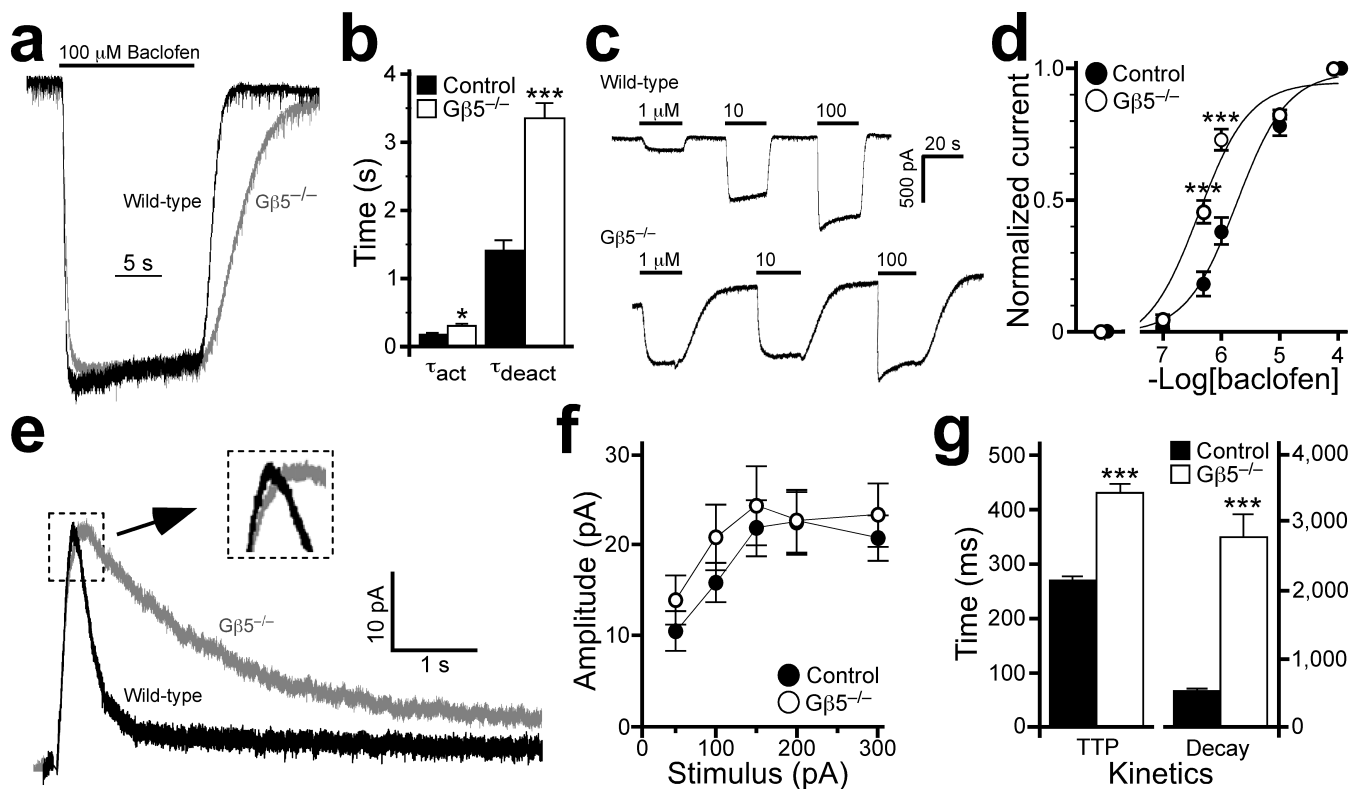 a
100 μM Baclofen
Wild-type
Gβ5–/–
5 s
b
Control
Gβ5–/–
Time (s)
4
3
2
1
0
***
*
τact
τdeact
c
Wild-type
1 μM
10
100
20 s
500 pA
Gβ5–/–
1 μM
10
100
d
Control
Gβ5–/–
Normalized current
1.0
0.5
0
***
***
7
6
5
4
-Log[baclofen]
e
Gβ5–/–
Wild-type
10 pA
1 s
f
Amplitude (pA)
30
20
10
0
Control
Gβ5–/–
0
100
200
300
Stimulus (pA)
g
Control
Gβ5–/–
Time (ms)
500
400
300
200
100
0
4,000
3,000
2,000
1,000
0
***
***
TTP
Decay
Kinetics